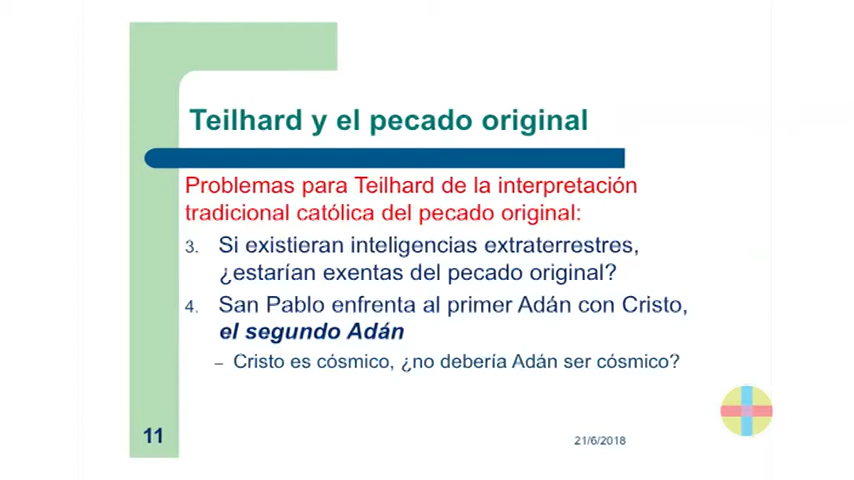 Teilhard y el pecado original
Problemas para Teilhard de la interpretación
tradicional católica del pecado original:
3. Si existieran inteligencias extraterrestres,
¿estarían exentas del pecado original?
4. San Pablo enfrenta al primer Adán con Cristo,
el segundo Adán
– Cristo es cósmico, ¿no debería Adán ser cósmico?
11
21/6/2018